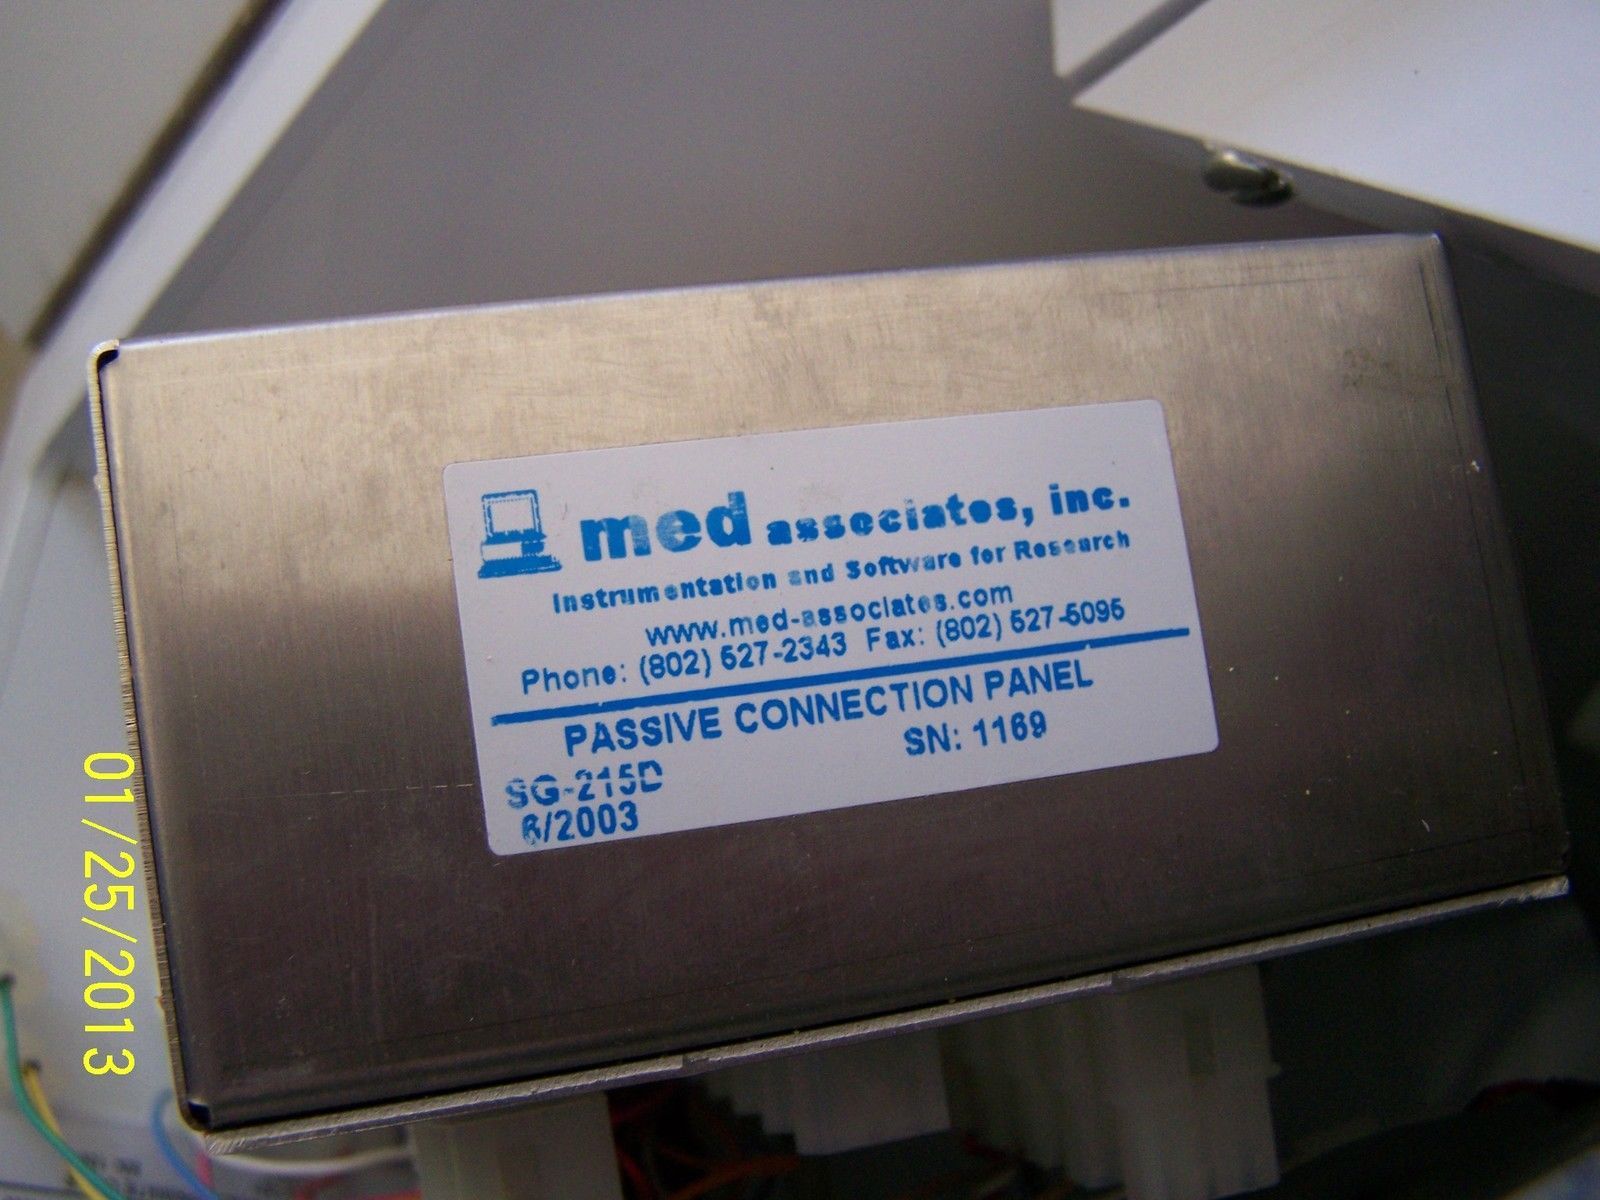 med associates, inc.
Instrumentation and Software for Research
www.med-associates.com
Phone: (802) 527-2343 Fax: (802) 527-5095
PASSIVE CONNECTION PANEL
SN: 1169
SG-215D
6/2003
01/25/2013